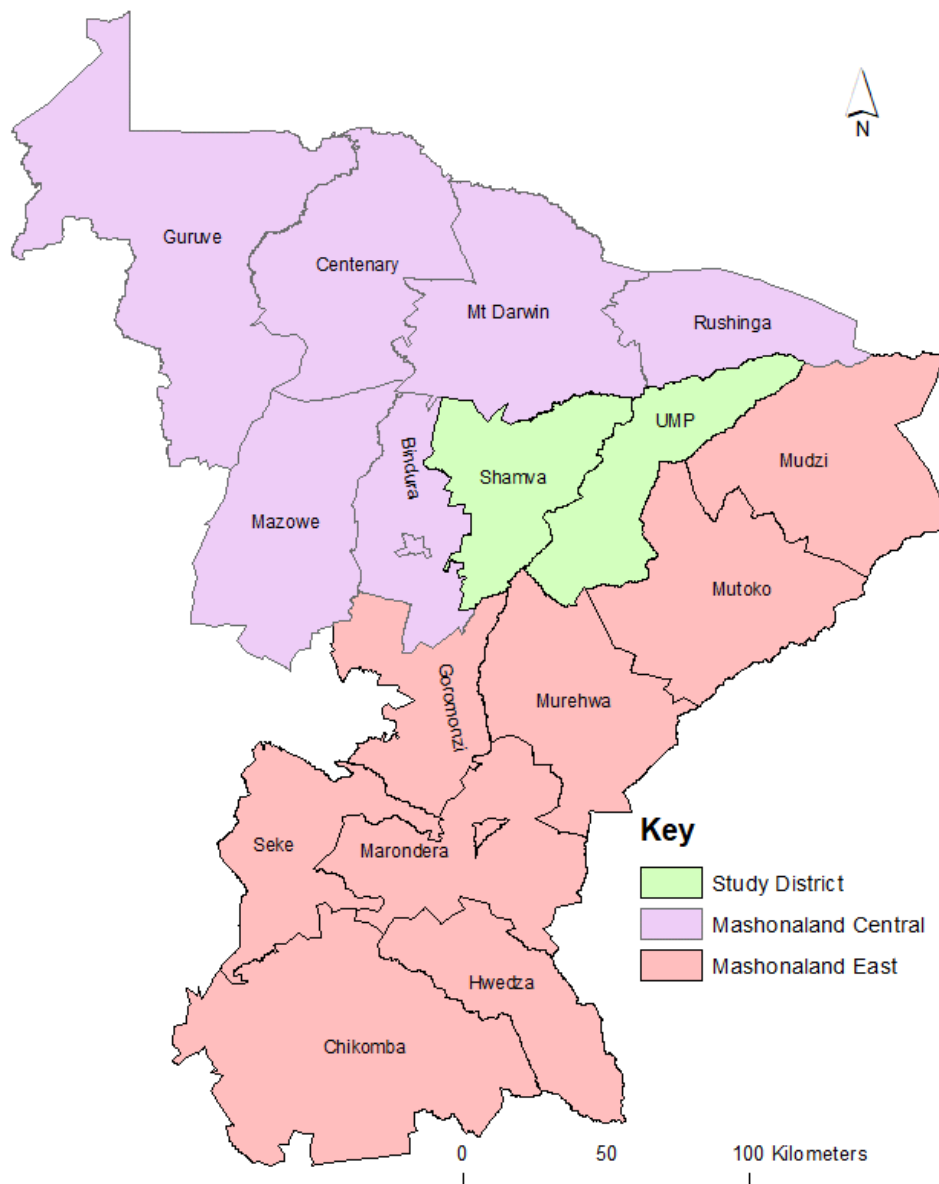 N
Guruve
Centenary
Mt Darwin
Rushinga
UMP
Bindura
Shamva
Mudzi
Mazowe
Mutoko
Goromonzi
Murehwa
Key
Seke
Marondera
Study District
Mashonaland Central
Mashonaland East
Hwedza
Chikomba
0 50 100 Kilometers